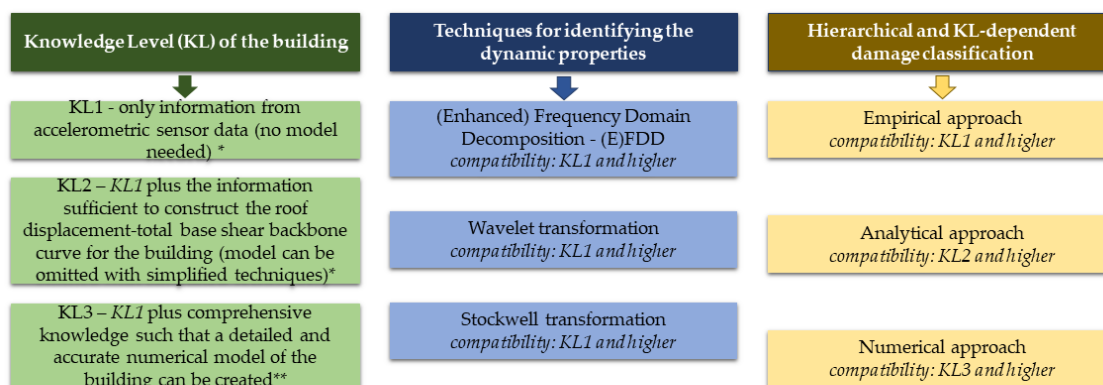 Knowledge Level (KL) of the building
KL1 - only information from
accelerometric sensor data (no model
needed) *
KL2 – KL1 plus the information
sufficient to construct the roof
displacement-total base shear backbone
curve for the building (model can be
omitted with simplified techniques)*
KL3 – KL1 plus comprehensive
knowledge such that a detailed and
accurate numerical model of the
building can be created**
Techniques for identifying the
dynamic properties
(Enhanced) Frequency Domain
Decomposition - (E)FDD
compatibility: KL1 and higher
Wavelet transformation
compatibility: KL1 and higher
Stockwell transformation
compatibility: KL1 and higher
Hierarchical and KL-dependent
damage classification
Empirical approach
compatibility: KL1 and higher
Analytical approach
compatibility: KL2 and higher
Numerical approach
compatibility: KL3 and higher